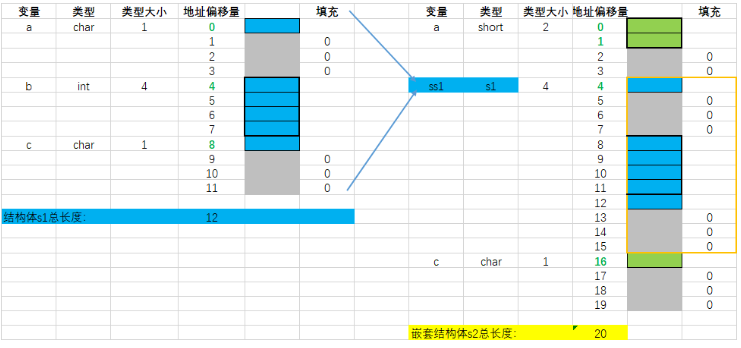 变量 类型 类型大小 地址偏移量 填充 变量 类型 类型大小 地址偏移量 填充
a char 1 0 a short 2 0
1 0 1
2 0 2 0
3 0 3 0
b int 4 4 ss1 s1 4 4
5 5 0
6 6 0
7 7 0
c char 1 8 8
9 0 9
10 0 10
11 0 11
12
结构体s1总长度: 12 13 0
14 0
15 0
c char 1 16
17 0
18 0
19 0
嵌套结构体s2总长度: 20